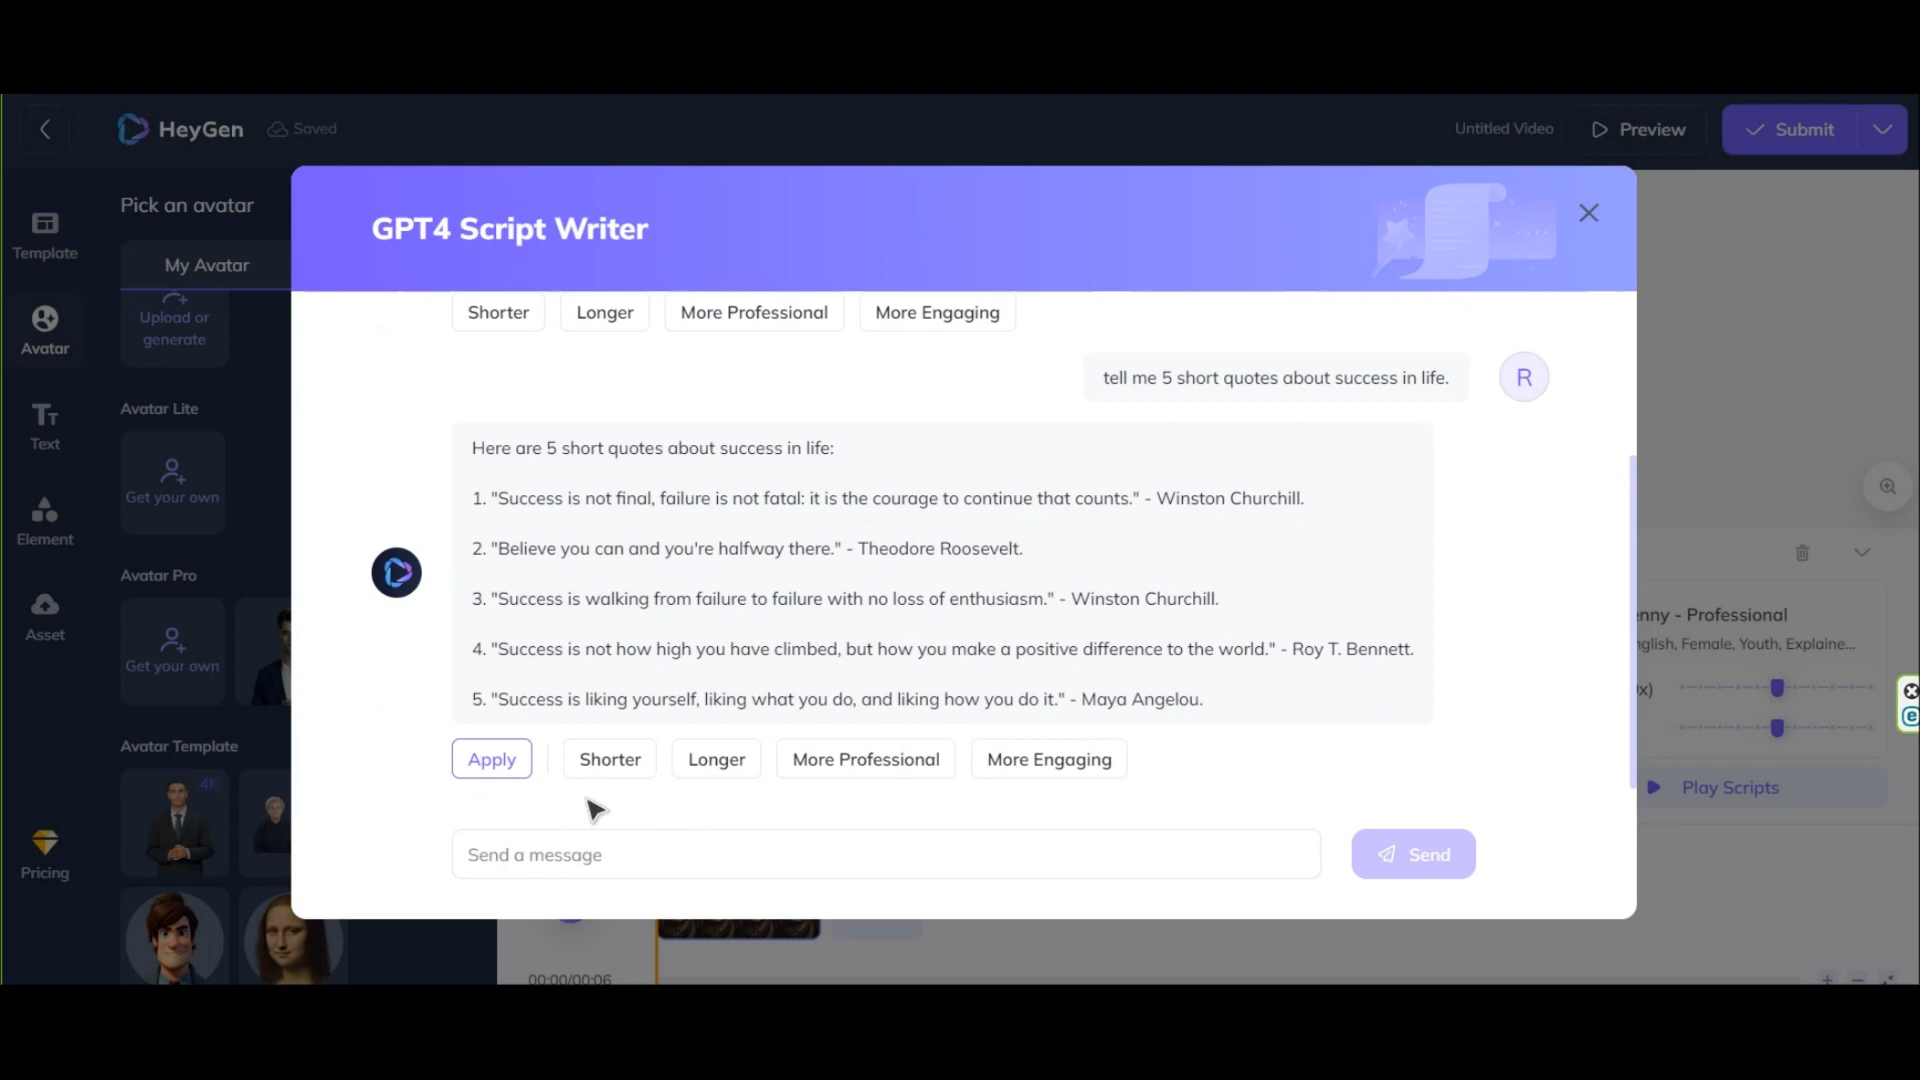 HeyGen
Saved
Untitled Video
Preview
Submit
Template
Avatar
Text
Element
Asset
Pricing
Pick an avatar
My Avatar
Upload or
generate
Avatar Lite
Get your own
Avatar Pro
Get your own
Avatar Template
4K
GPT4 Script Writer
Shorter
Longer
More Professional
More Engaging
tell me 5 short quotes about success in life.
R
Here are 5 short quotes about success in life:
1. "Success is not final, failure is not fatal: it is the courage to continue that counts." - Winston Churchill.
2. "Believe you can and you're halfway there." - Theodore Roosevelt.
3. "Success is walking from failure to failure with no loss of enthusiasm." - Winston Churchill.
4. "Success is not how high you have climbed, but how you make a positive difference to the world." - Roy T. Bennett.
5. "Success is liking yourself, liking what you do, and liking how you do it." - Maya Angelou.
Apply
Shorter
Longer
More Professional
More Engaging
Send a message
Send
enny - Professional
nglish, Female, Youth, Explaine...
0x)
Play Scripts
00:00/00:06